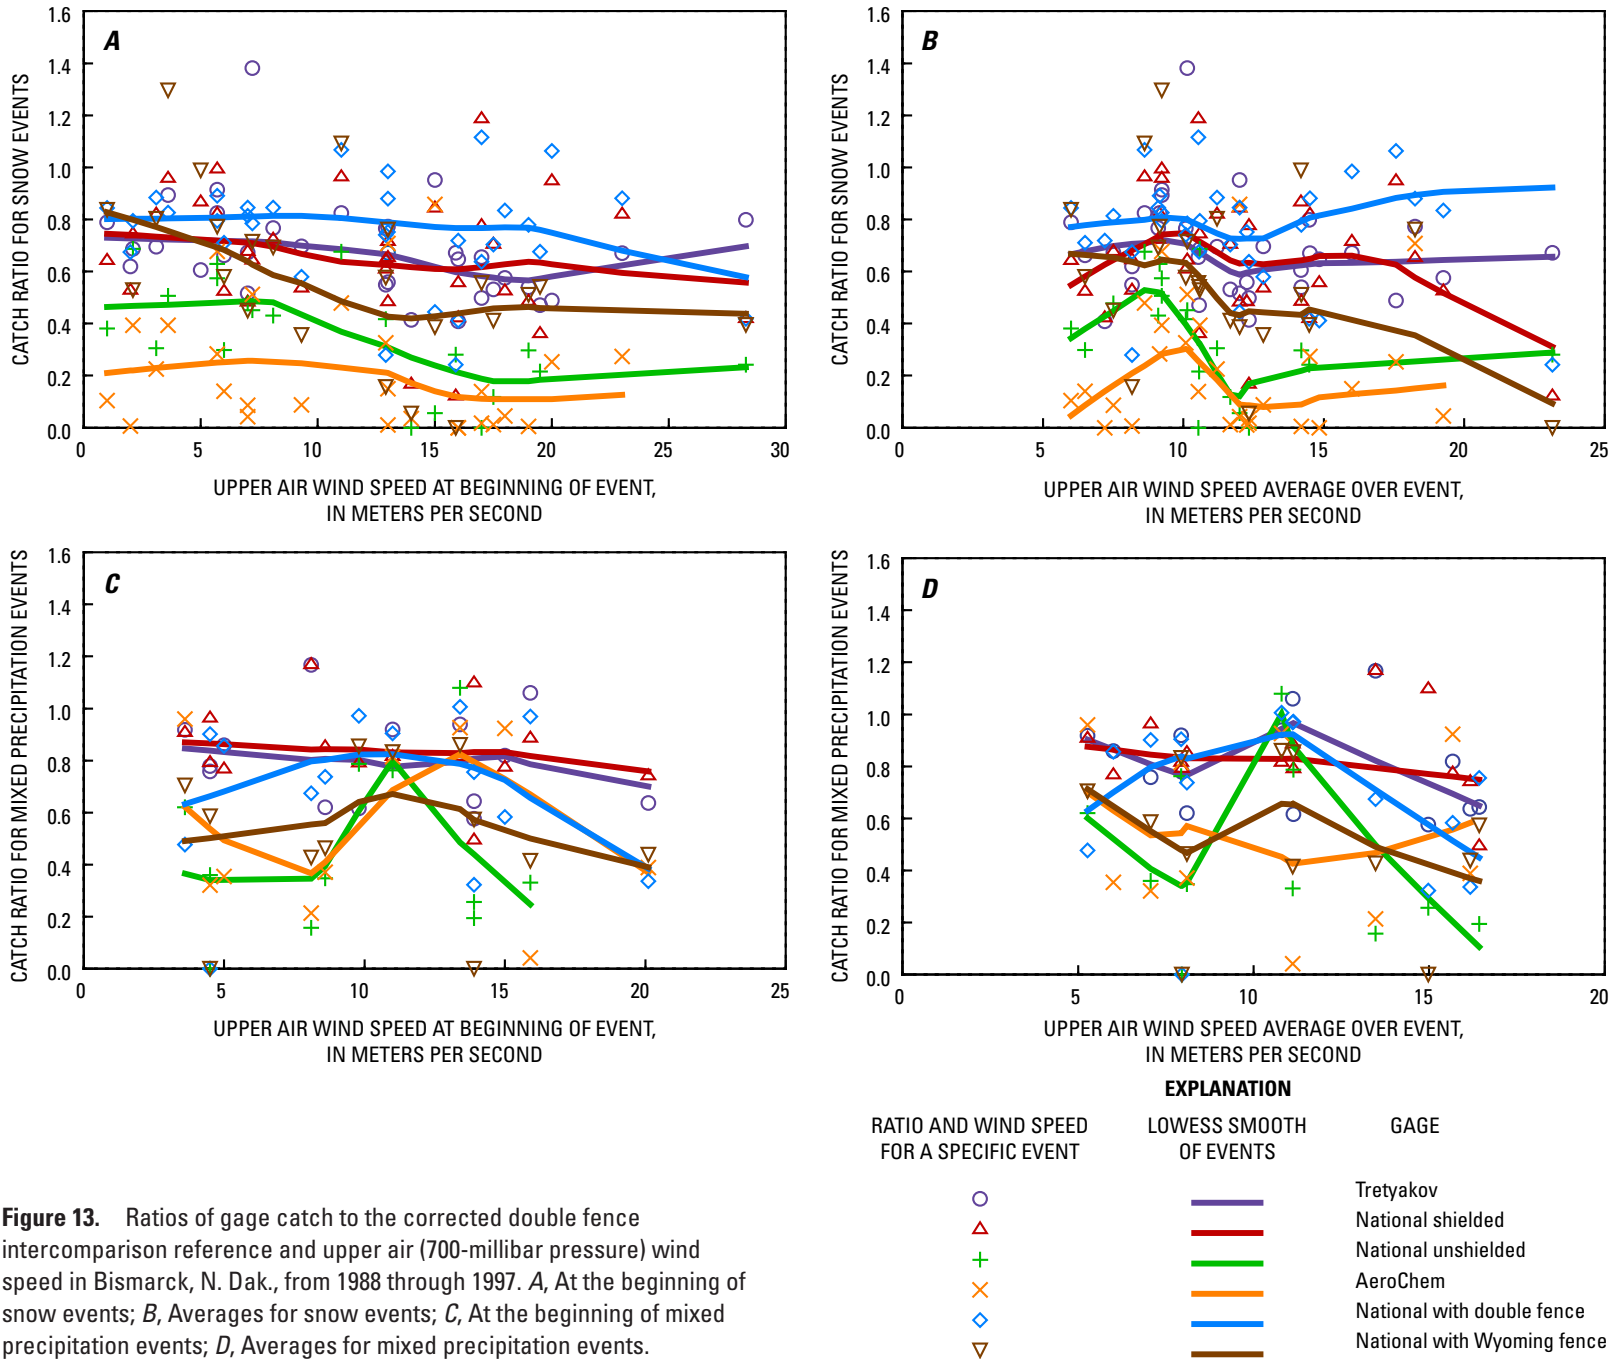 A
CATCH RATIO FOR SNOW EVENTS
1.6
1.4
1.2
1.0
0.8
0.6
0.4
0.2
0.0
0 5 10 15 20 25 30
UPPER AIR WIND SPEED AT BEGINNING OF EVENT,
IN METERS PER SECOND
B
CATCH RATIO FOR SNOW EVENTS
1.6
1.4
1.2
1.0
0.8
0.6
0.4
0.2
0.0
0 5 10 15 20 25
UPPER AIR WIND SPEED AVERAGE OVER EVENT,
IN METERS PER SECOND
C
CATCH RATIO FOR MIXED PRECIPITATION EVENTS
1.6
1.4
1.2
1.0
0.8
0.6
0.4
0.2
0.0
0 5 10 15 20 25
UPPER AIR WIND SPEED AT BEGINNING OF EVENT,
IN METERS PER SECOND
D
CATCH RATIO FOR MIXED PRECIPITATION EVENTS
1.6
1.4
1.2
1.0
0.8
0.6
0.4
0.2
0.0
0 5 10 15 20
UPPER AIR WIND SPEED AVERAGE OVER EVENT,
IN METERS PER SECOND
EXPLANATION
RATIO AND WIND SPEED
FOR A SPECIFIC EVENT
LOWESS SMOOTH
OF EVENTS
GAGE
Tretyakov
National shielded
National unshielded
AeroChem
National with double fence
National with Wyoming fence
Figure 13. Ratios of gage catch to the corrected double fence
intercomparison reference and upper air (700-millibar pressure) wind
speed in Bismarck, N. Dak., from 1988 through 1997. A, At the beginning of
snow events; B, Averages for snow events; C, At the beginning of mixed
precipitation events; D, Averages for mixed precipitation events.